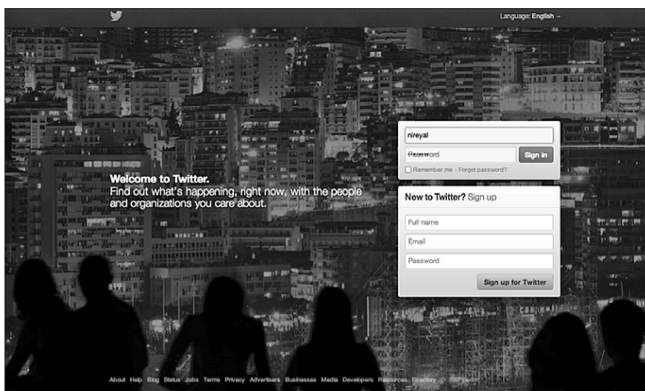 Language: English
nireyal
Password
Sign in
Remember me · Forgot password?
Welcome to Twitter.
Find out what's happening, right now, with the people
and organizations you care about.
New to Twitter? Sign up
Full name
Email
Password
Sign up for Twitter
About Help Blog Status Jobs Terms Privacy Advertisers Businesses Media Developers Resources Directory